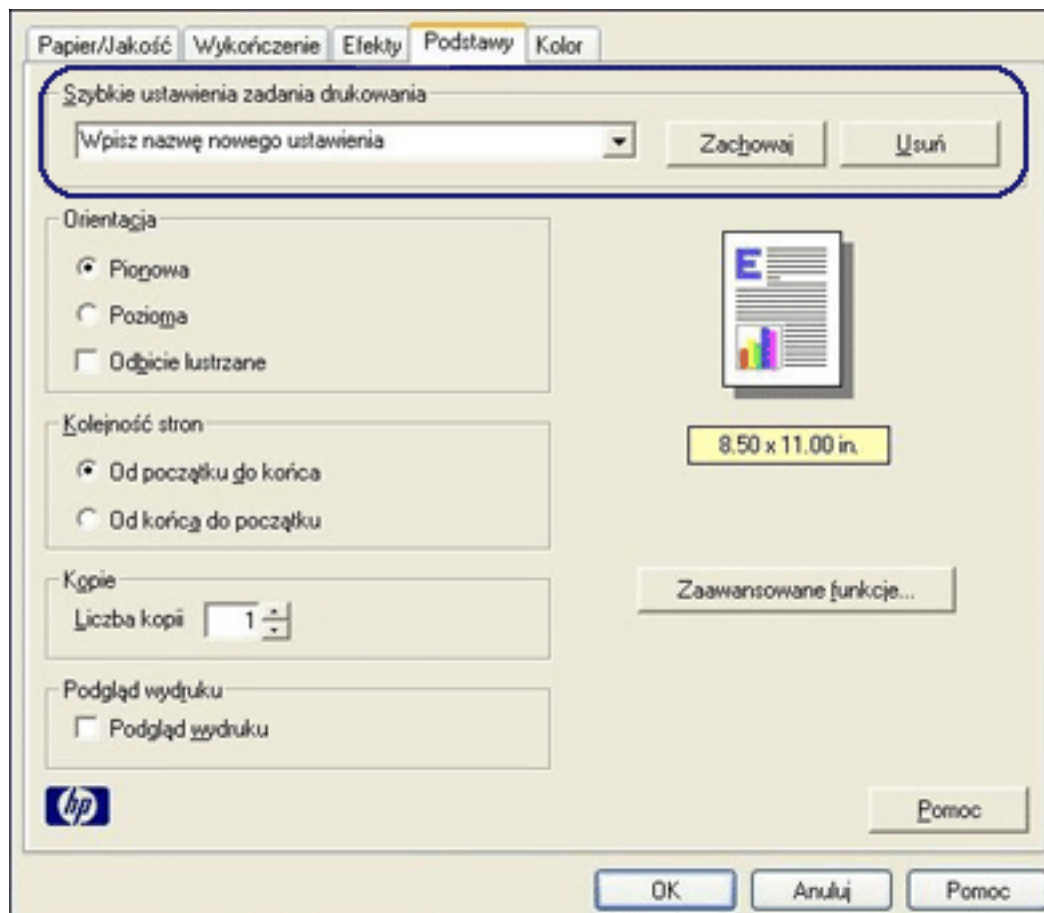 Papier/Jakość Wykończenie Efekty Podstawy Kolor
Szybkie ustawienia zadania drukowania
Wpisz nazwę nowego ustawienia Zachowaj Usuń
Orientacja
Pionowa
Pozioma
Odbicie lustrzane
E
Kolejność stron
Od początku do końca
Od końca do początku
8.50 x 11.00 in.
Kopie
Liczba kopii 1
Zaawansowane funkcje...
Podgląd wydruku
Podgląd wydruku
hp
Pomoc
OK Anuluj Pomoc